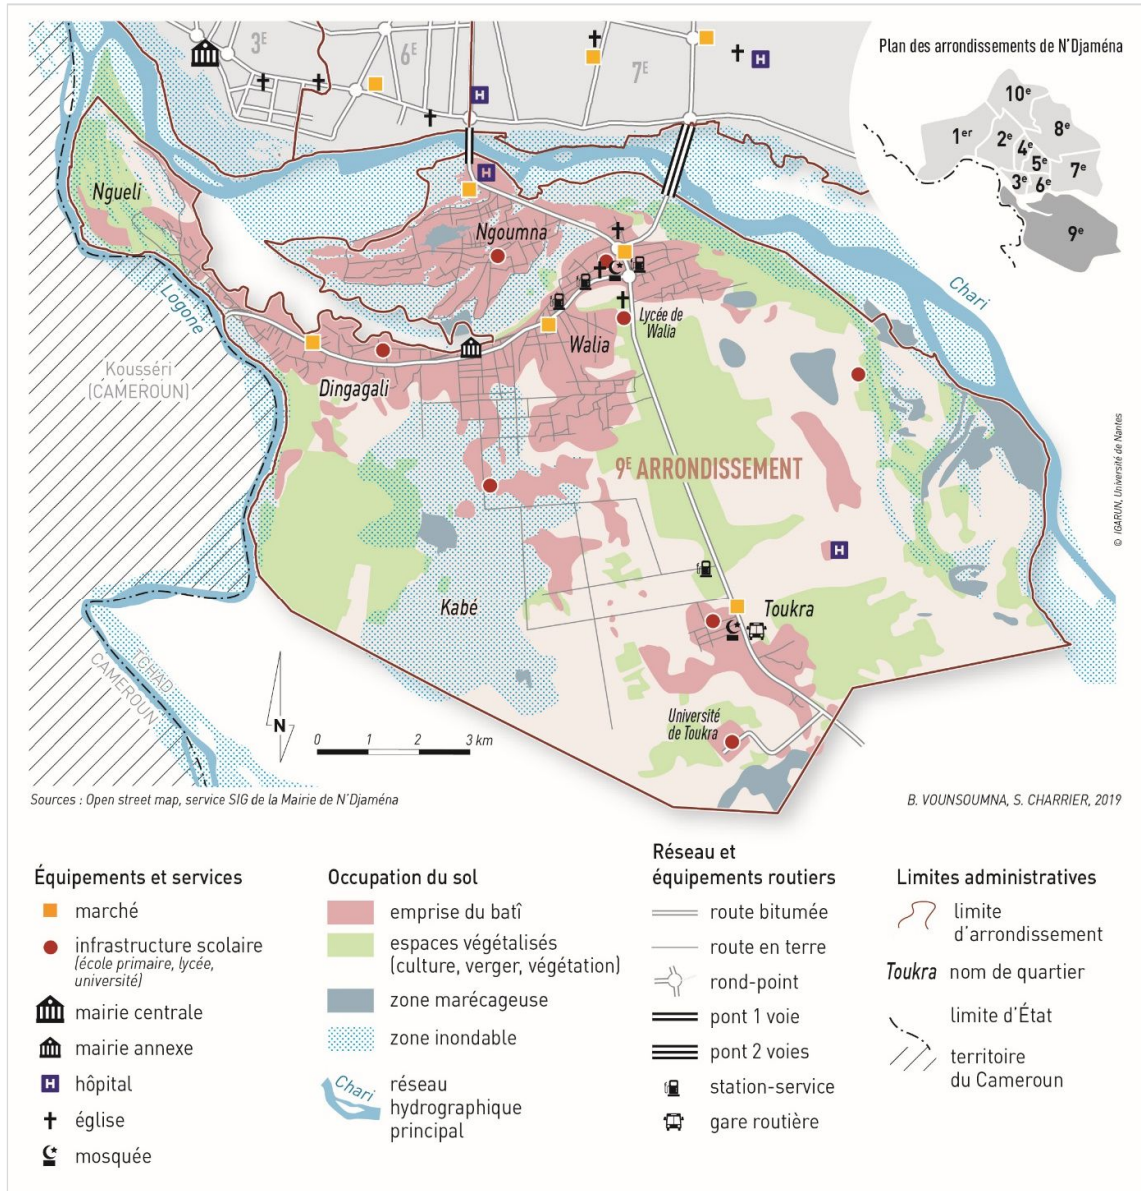 3E
6E
7E
Plan des arrondissements de N'Djaména
10e
1er
2e
4e
8e
5e
7e
3e
6e
9e
Ngueli
Ngoumna
Logone
Chari
Kousséri
(CAMEROUN)
Lycée de
Walia
Walia
Dingagali
9E ARRONDISSEMENT
Kabé
Toukra
Université
de Toukra
TCHAD
CAMEROUN
N
0 1 2 3 km
© IGARUN, Université de Nantes
Sources : Open street map, service SIG de la Mairie de N'Djaména
B. VOUNSOUMNA, S. CHARRIER, 2019
Équipements et services
marché
infrastructure scolaire
(école primaire, lycée,
université)
mairie centrale
mairie annexe
H hôpital
église
mosquée
Occupation du sol
emprise du batî
espaces végétalisés
(culture, verger, végétation)
zone marécageuse
zone inondable
Chari
réseau
hydrographique
principal
Réseau et
équipements routiers
route bitumée
route en terre
rond-point
pont 1 voie
pont 2 voies
station-service
gare routière
Limites administratives
limite
d'arrondissement
Toukra nom de quartier
limite d'État
territoire
du Cameroun